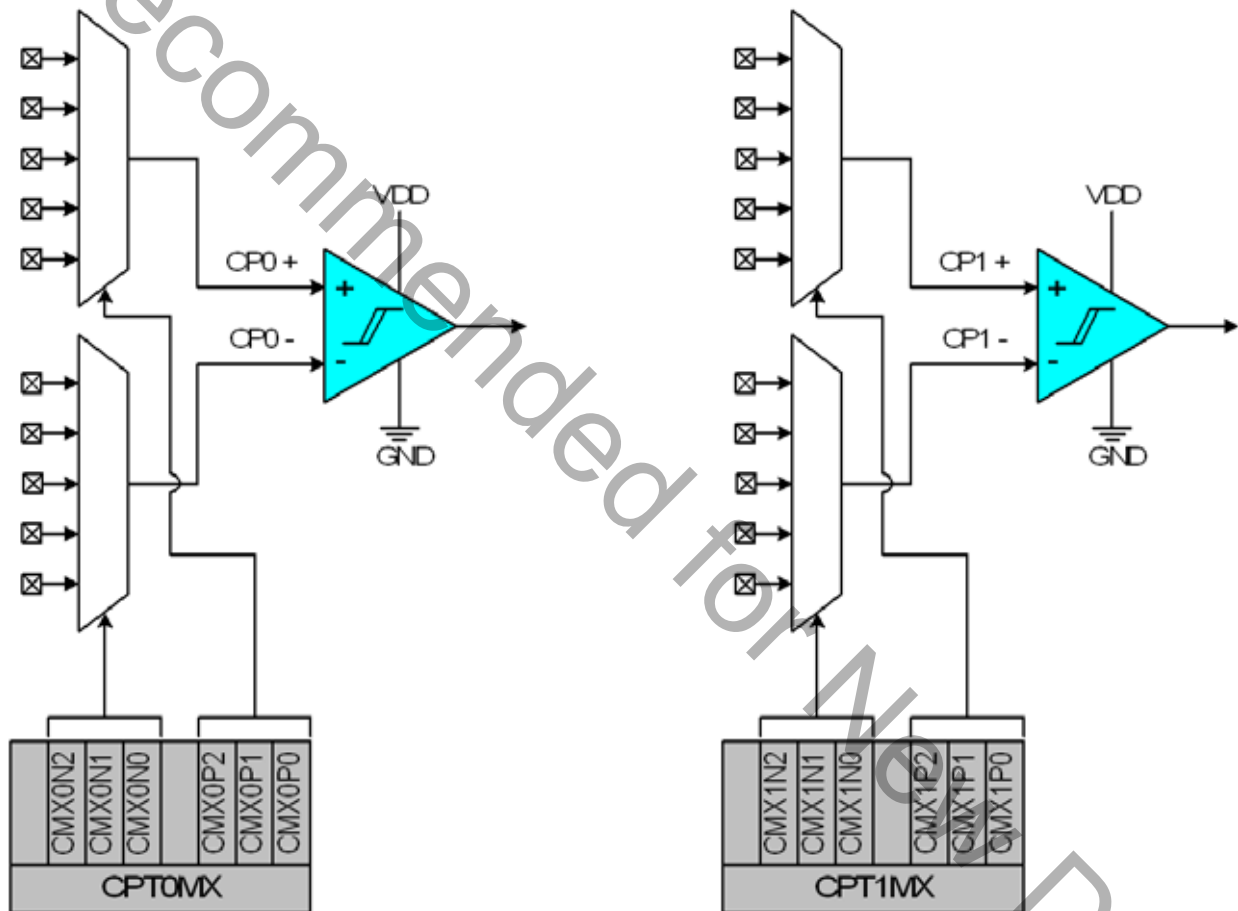 VDD
CP0 +
+
CP0 -
-
GND
CMX0N2
CMX0N1
CMX0N0
CMX0P2
CMX0P1
CMX0P0
CPT0MX
VDD
CP1 +
+
CP1 -
-
GND
CMX1N2
CMX1N1
CMX1N0
CMX1P2
CMX1P1
CMX1P0
CPT1MX
ecommended for New D